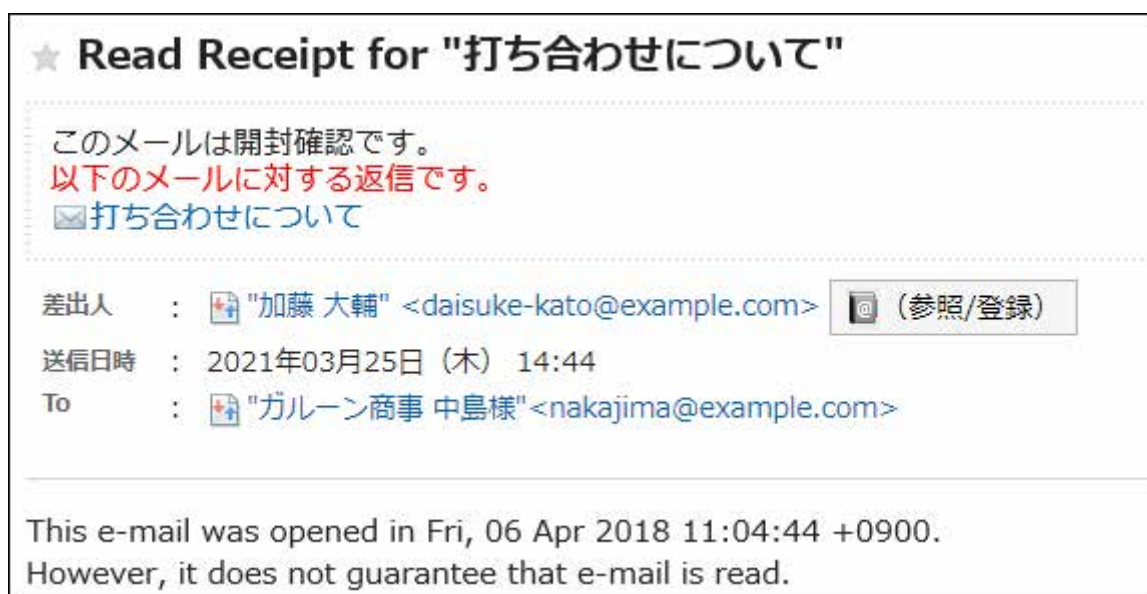 Read Receipt for "打ち合わせについて"
このメールは開封確認です。
以下のメールに対する返信です。
打ち合わせについて
差出人 : "加藤 大輔" <daisuke-kato@example.com> (参照/登録)
送信日時 : 2021年03月25日（木） 14:44
To : "ガルーン商事 中島様"<nakajima@example.com>
This e-mail was opened in Fri, 06 Apr 2018 11:04:44 +0900.
However, it does not guarantee that e-mail is read.